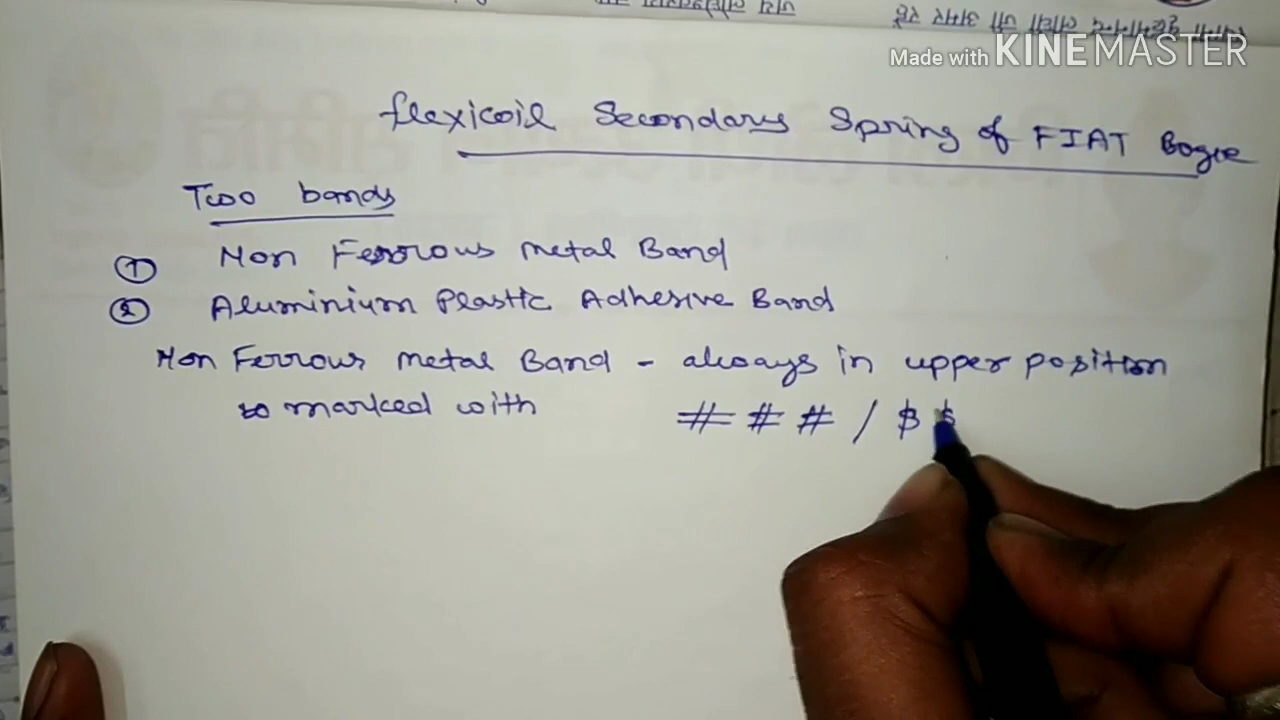 Made with KINEMASTER
flexicoil Secondary Spring of FIAT Bogie
Two bands
① Non Ferrous metal Band
② Aluminium Plastic Adhesive Band
Non Ferrous metal Band - always in upper position
marked with # # # / $ $